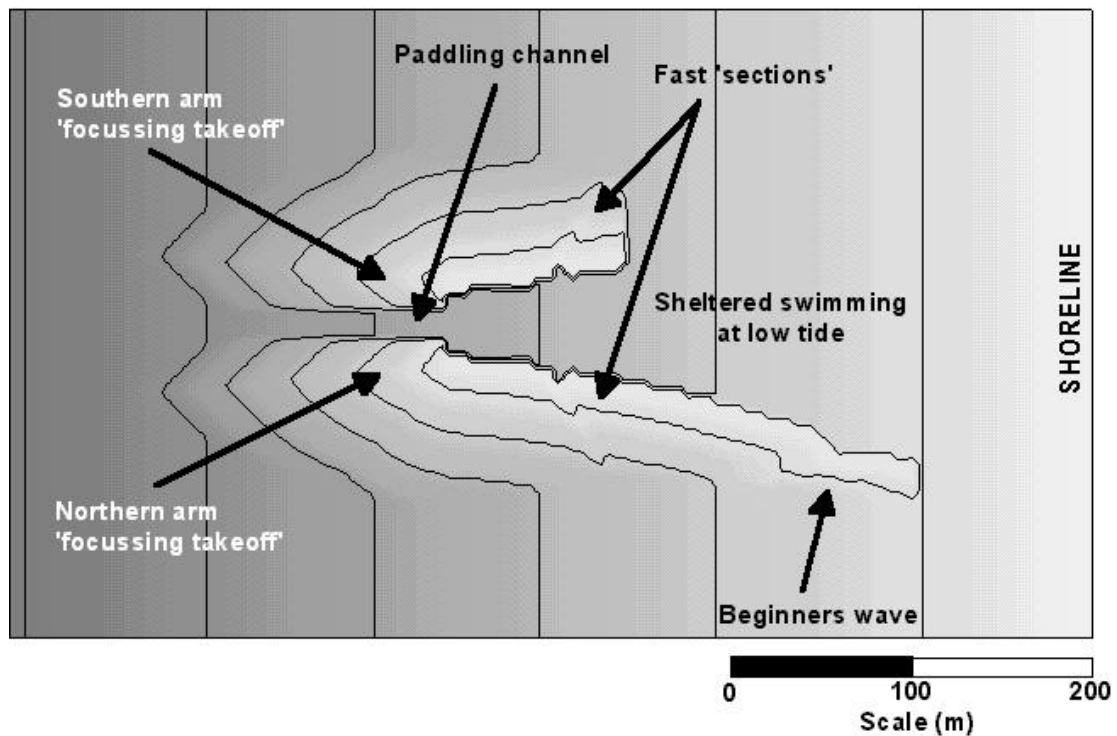 Paddling channel
Fast 'sections'
Southern arm
'focussing takeoff'
Sheltered swimming
at low tide
SHORELINE
Northern arm
'focussing takeoff'
Beginners wave
0 100 200
Scale (m)